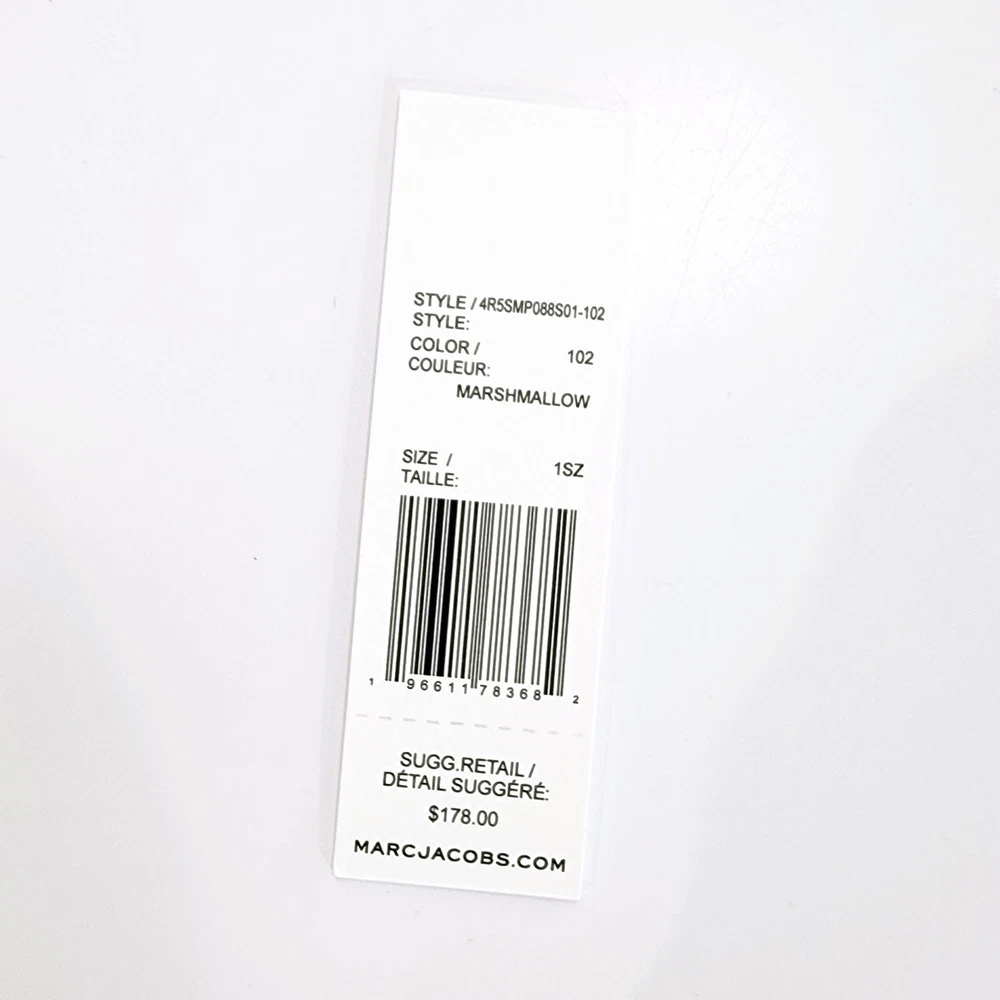 STYLE / 4R5SMP088S01-102
STYLE:
COLOR / 102
COULEUR:
MARSHMALLOW
SIZE / 1SZ
TAILLE:
1 96611 78368 2
SUGG.RETAIL /
DÉTAIL SUGGÉRÉ:
$178.00
MARCJACOBS.COM